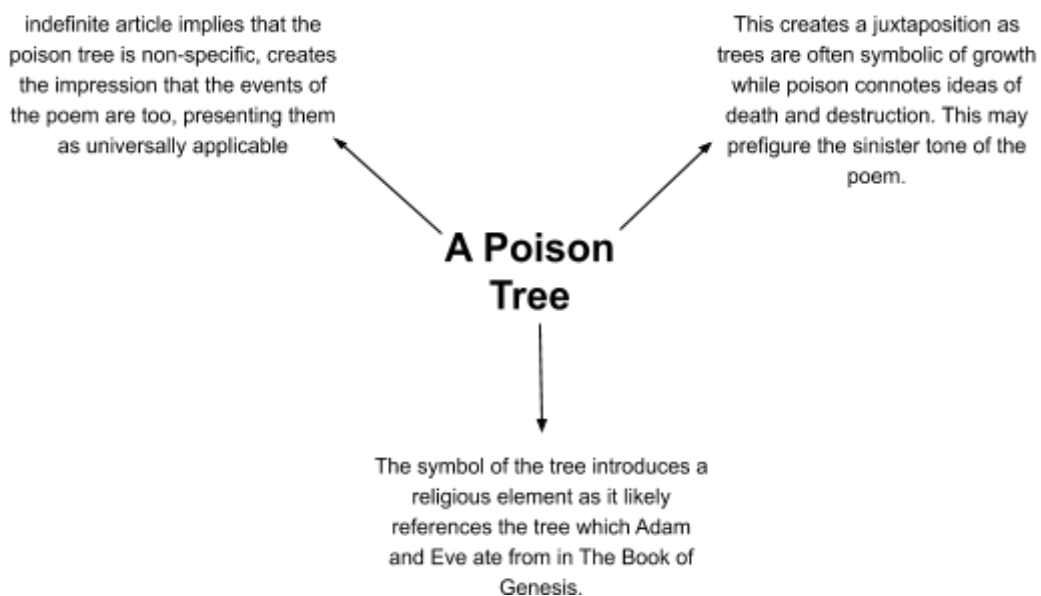 indefinite article implies that the
poison tree is non-specific, creates
the impression that the events of
the poem are too, presenting them
as universally applicable
This creates a juxtaposition as
trees are often symbolic of growth
while poison connotes ideas of
death and destruction. This may
prefigure the sinister tone of the
poem.
A Poison
Tree
The symbol of the tree introduces a
religious element as it likely
references the tree which Adam
and Eve ate from in The Book of
Genesis.